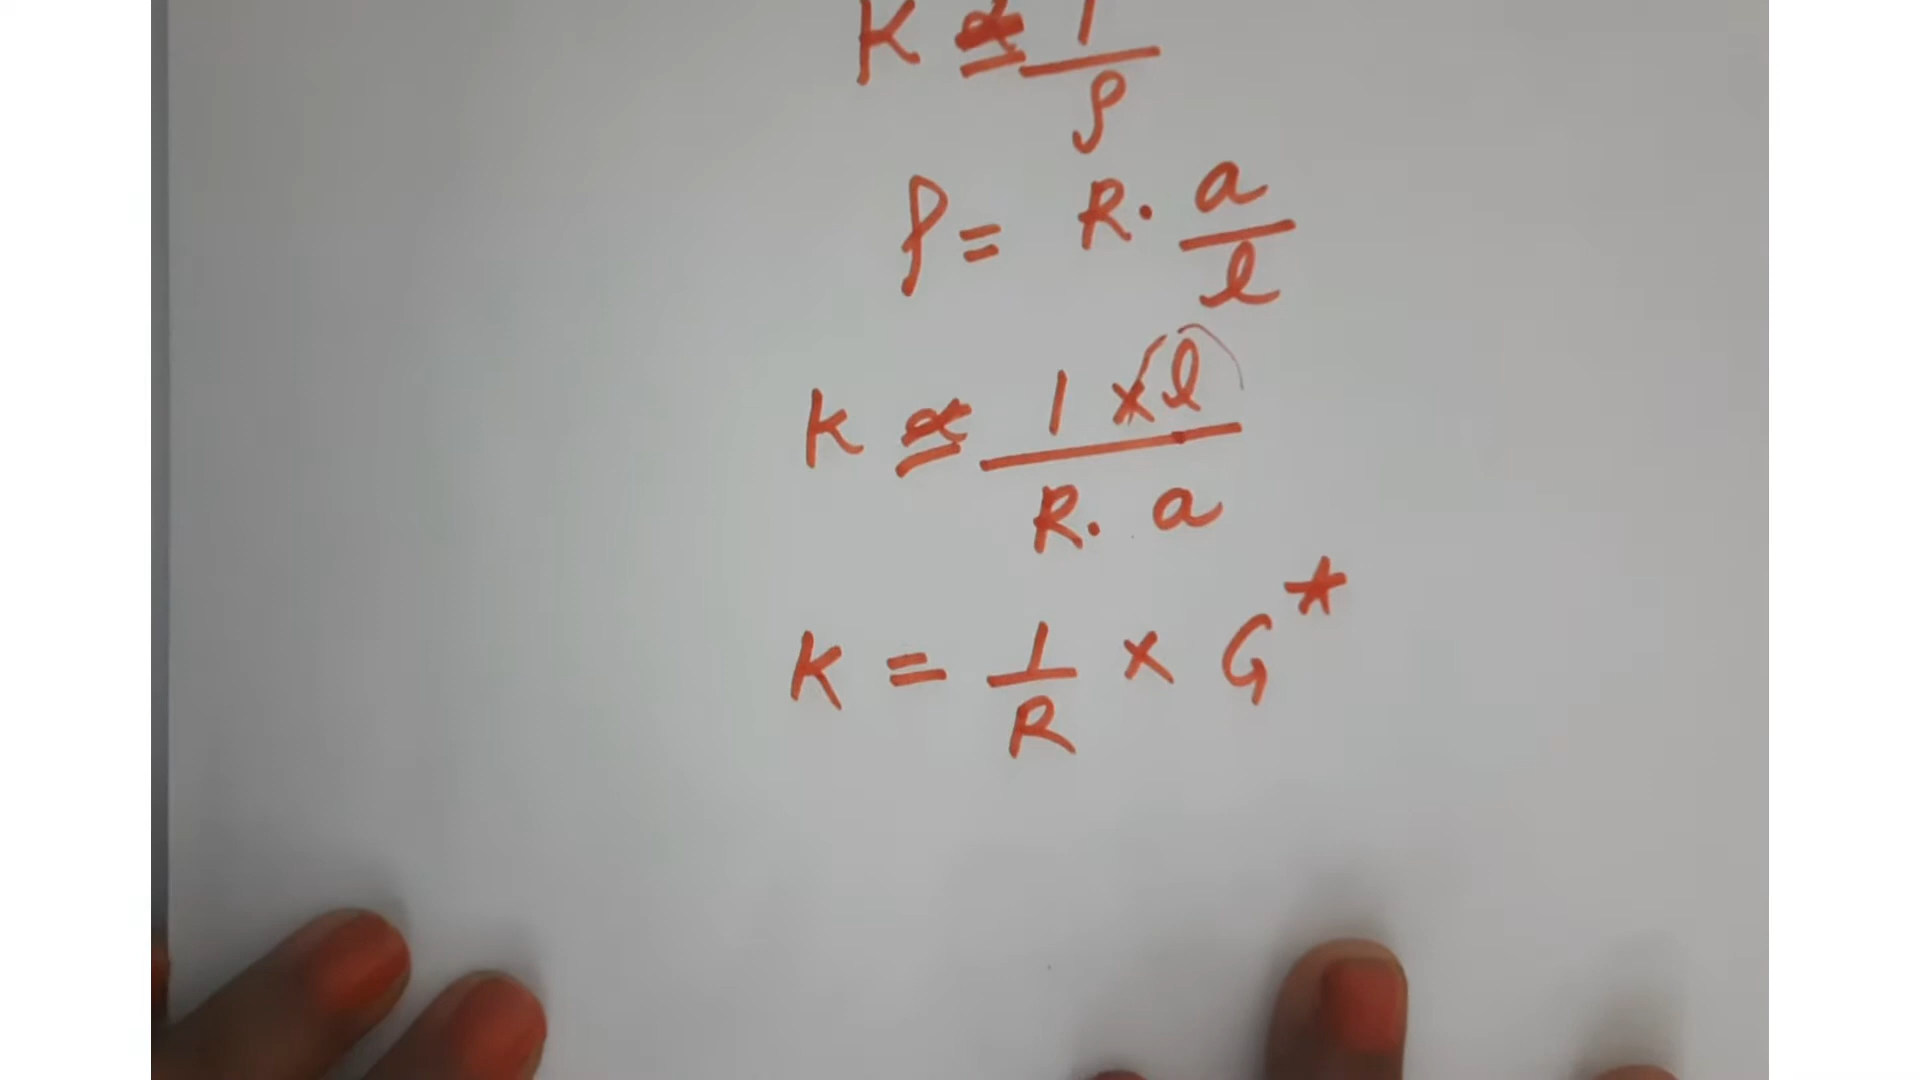 K = 1/ρ
ρ = R. a/l
K = 1 × l / R. a
K = 1/R × G*